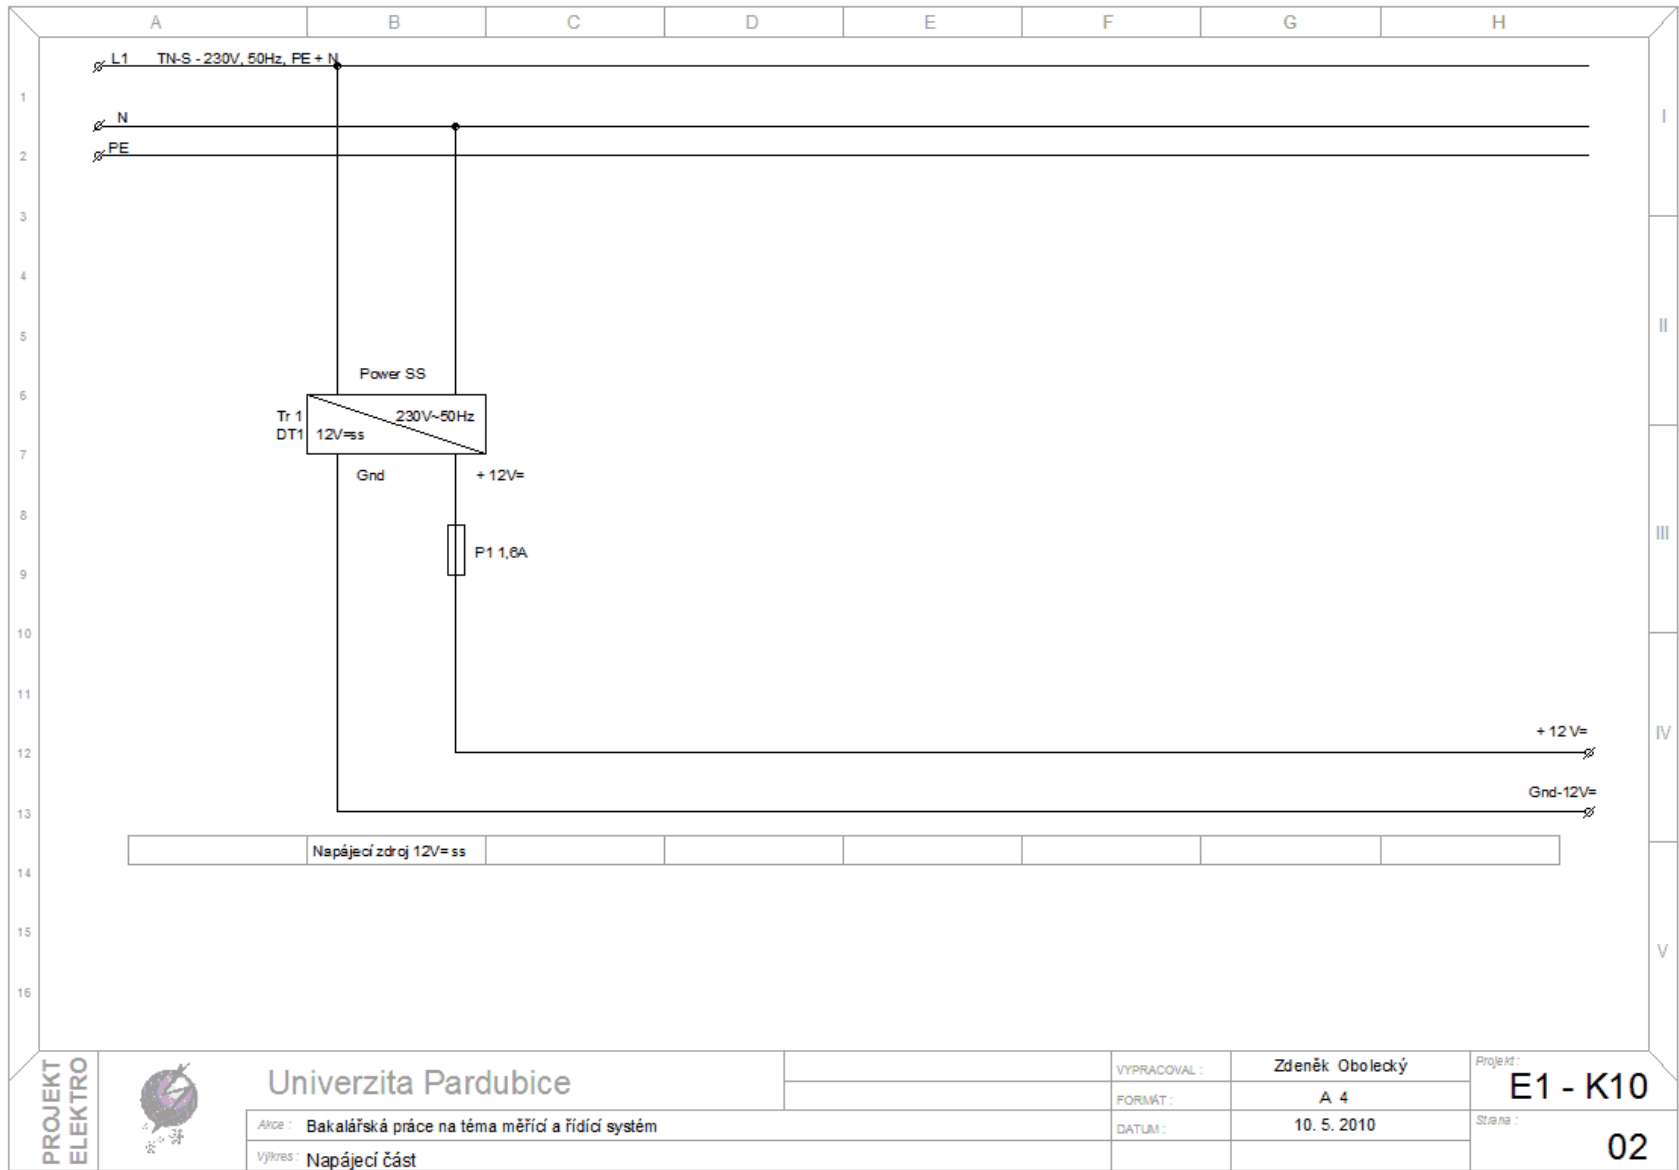 A B C D E F G H
L1 TN-S - 230V, 50Hz, PE + N
1
N
I
PE
2
3
4
5
II
Power SS
6
Tr 1 230V~50Hz
DT1 12V=ss
7
Gnd + 12V=
8
III
P1 1,6A
9
10
11
+ 12 V=
IV
12
Gnd-12V=
13
Napájecí zdroj 12V= ss
14
15
V
16
PROJEKT
ELEKTRO
Univerzita Pardubice
Akce : Bakalářská práce na téma měřící a řídící systém
Výkres : Napájecí část
VYPRACOVAL : Zdeněk Obolecký
FORMÁT : A 4
DATUM : 10. 5. 2010
Projekt :
E1 - K10
Strana :
02